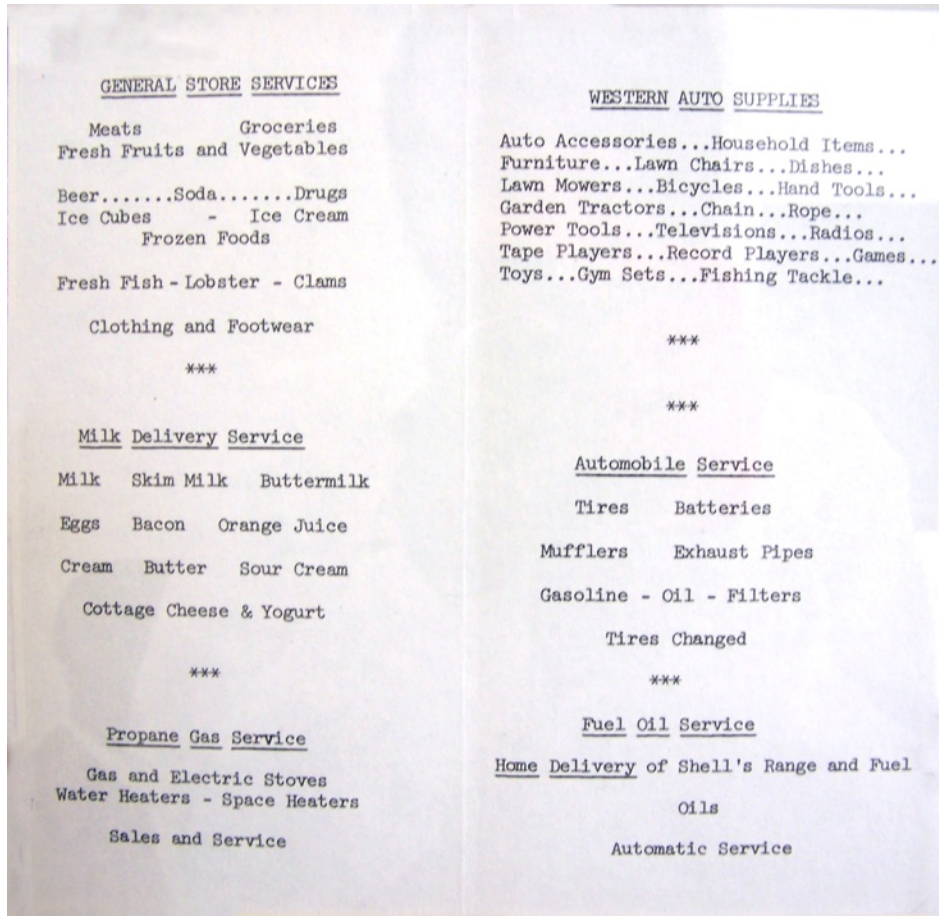 GENERAL STORE SERVICES
Meats Groceries
Fresh Fruits and Vegetables
Beer.......Soda.......Drugs
Ice Cubes - Ice Cream
Frozen Foods
Fresh Fish - Lobster - Clams
Clothing and Footwear
***
Milk Delivery Service
Milk Skim Milk Buttermilk
Eggs Bacon Orange Juice
Cream Butter Sour Cream
Cottage Cheese & Yogurt
***
Propane Gas Service
Gas and Electric Stoves
Water Heaters - Space Heaters
Sales and Service
WESTERN AUTO SUPPLIES
Auto Accessories...Household Items...
Furniture...Lawn Chairs...Dishes...
Lawn Mowers...Bicycles...Hand Tools...
Garden Tractors...Chain...Rope...
Power Tools...Televisions...Radios...
Tape Players...Record Players...Games...
Toys...Gym Sets...Fishing Tackle...
***
***
Automobile Service
Tires Batteries
Mufflers Exhaust Pipes
Gasoline - Oil - Filters
Tires Changed
***
Fuel Oil Service
Home Delivery of Shell's Range and Fuel
Oils
Automatic Service